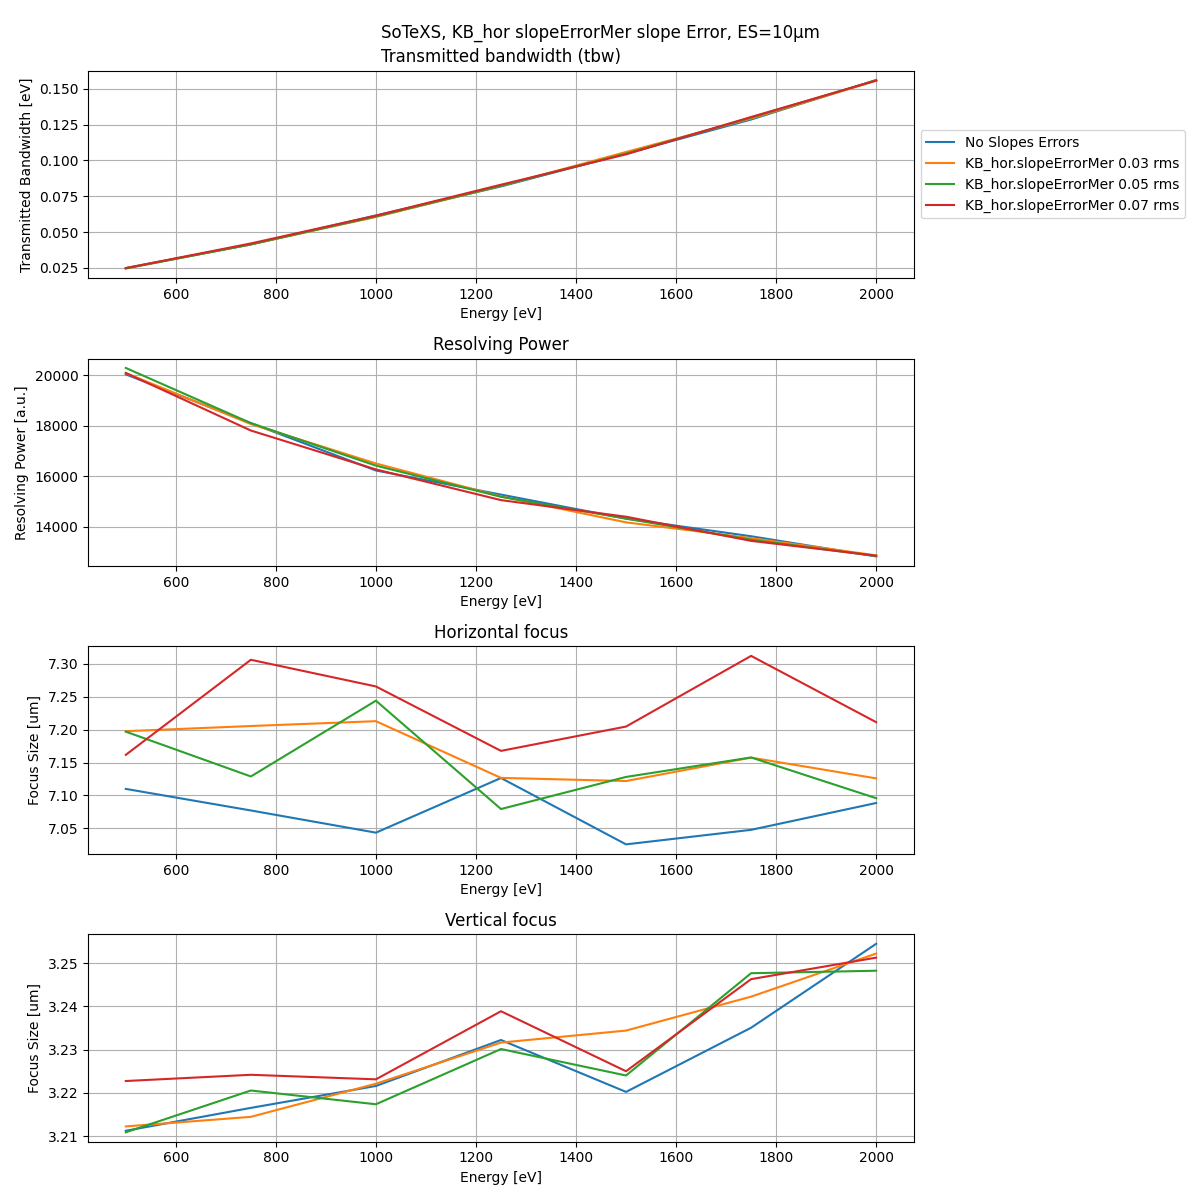 SoTeXS, KB_hor slopeErrorMer slope Error, ES=10μm
Transmitted bandwidth (tbw)
Transmitted Bandwidth [eV]
0.150
0.125
0.100
0.075
0.050
0.025
600 800 1000 1200 1400 1600 1800 2000
Energy [eV]
No Slopes Errors
KB_hor.slopeErrorMer 0.03 rms
KB_hor.slopeErrorMer 0.05 rms
KB_hor.slopeErrorMer 0.07 rms
Resolving Power
Resolving Power [a.u.]
20000
18000
16000
14000
600 800 1000 1200 1400 1600 1800 2000
Energy [eV]
Horizontal focus
Focus Size [um]
7.30
7.25
7.20
7.15
7.10
7.05
600 800 1000 1200 1400 1600 1800 2000
Energy [eV]
Vertical focus
Focus Size [um]
3.25
3.24
3.23
3.22
3.21
600 800 1000 1200 1400 1600 1800 2000
Energy [eV]